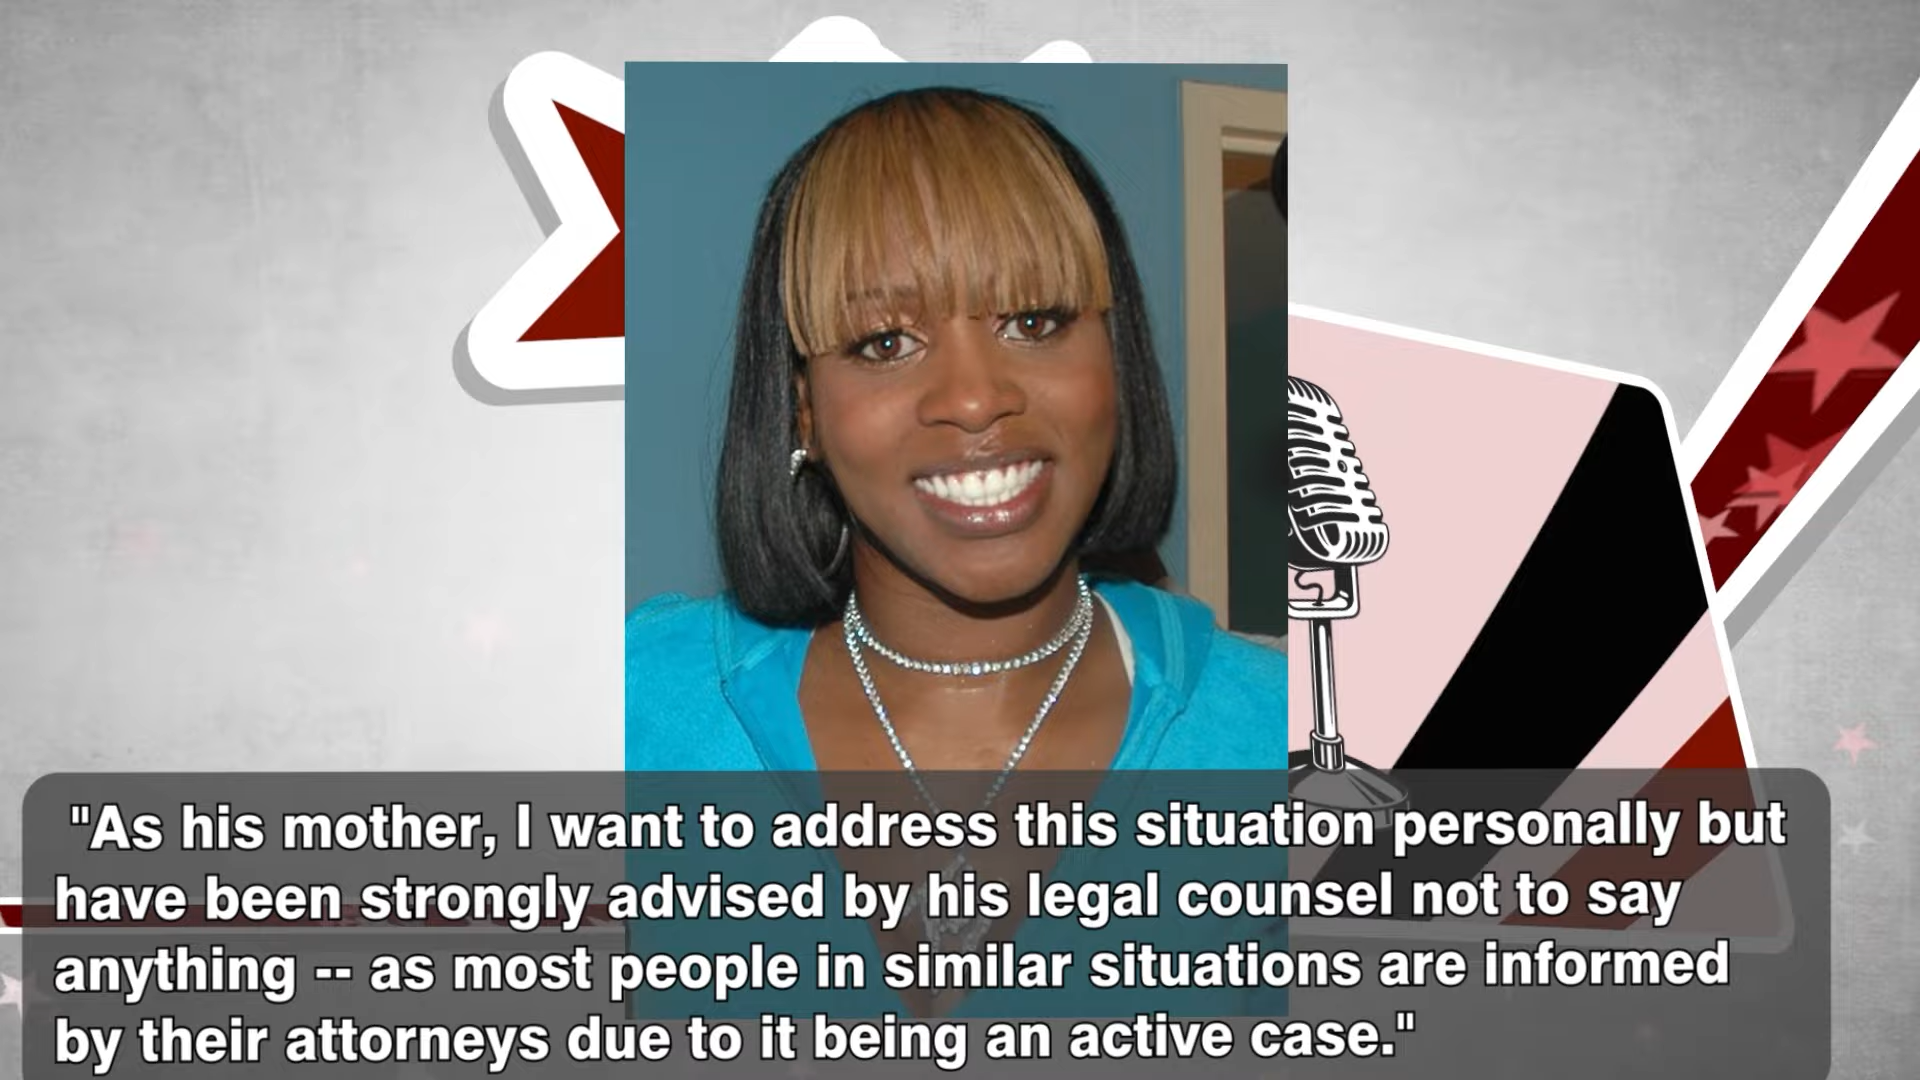 "As his mother, I want to address this situation personally but
have been strongly advised by his legal counsel not to say
anything -- as most people in similar situations are informed
by their attorneys due to it being an active case."